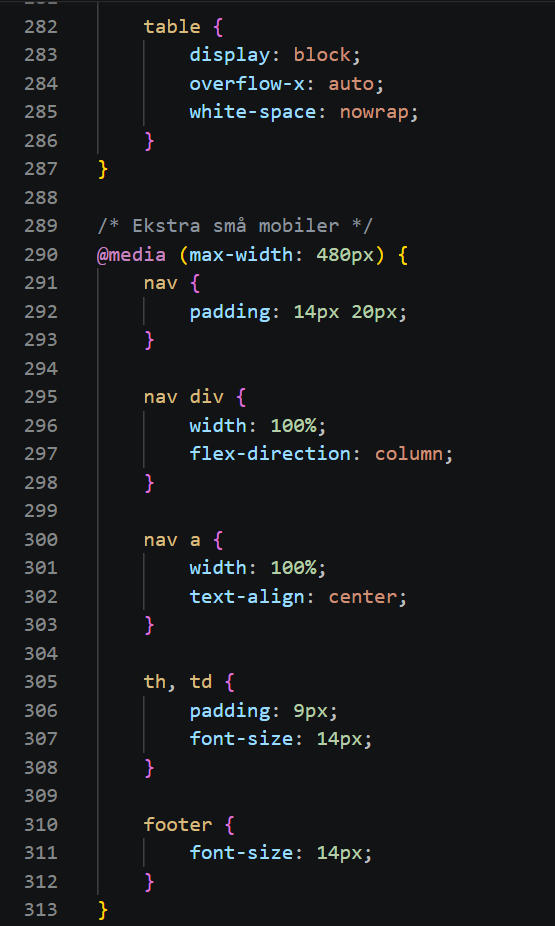 282 table {
283 display: block;
284 overflow-x: auto;
285 white-space: nowrap;
286 }
287 }
288
289 /* Ekstra små mobiler */
290 @media (max-width: 480px) {
291 nav {
292 padding: 14px 20px;
293 }
294
295 nav div {
296 width: 100%;
297 flex-direction: column;
298 }
299
300 nav a {
301 width: 100%;
302 text-align: center;
303 }
304
305 th, td {
306 padding: 9px;
307 font-size: 14px;
308 }
309
310 footer {
311 font-size: 14px;
312 }
313 }